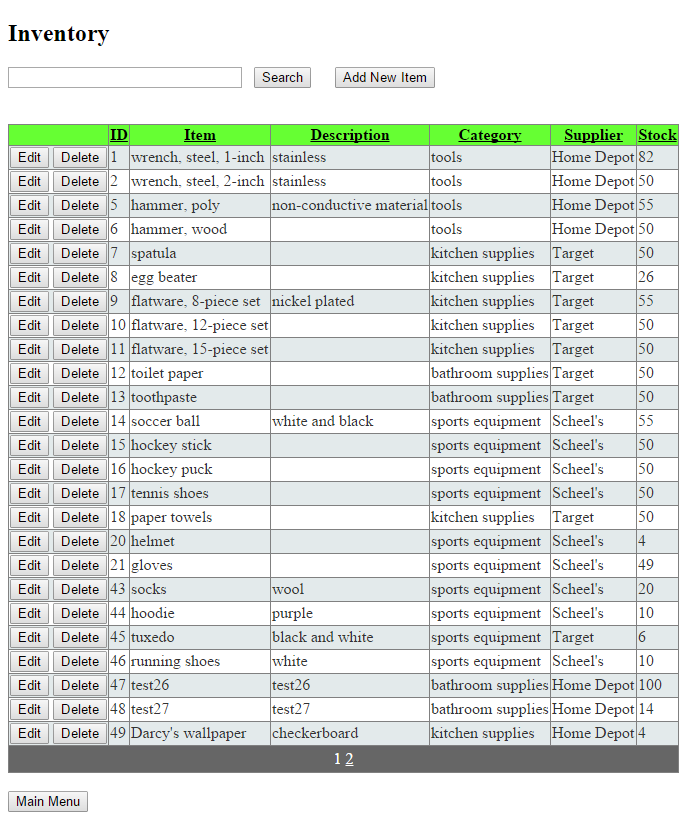 Inventory
Search Add New Item
ID Item Description Category Supplier Stock
Edit Delete 1 wrench, steel, 1-inch stainless tools Home Depot 82
Edit Delete 2 wrench, steel, 2-inch stainless tools Home Depot 50
Edit Delete 5 hammer, poly non-conductive material tools Home Depot 55
Edit Delete 6 hammer, wood tools Home Depot 50
Edit Delete 7 spatula kitchen supplies Target 50
Edit Delete 8 egg beater kitchen supplies Target 26
Edit Delete 9 flatware, 8-piece set nickel plated kitchen supplies Target 55
Edit Delete 10 flatware, 12-piece set kitchen supplies Target 50
Edit Delete 11 flatware, 15-piece set kitchen supplies Target 50
Edit Delete 12 toilet paper bathroom supplies Target 50
Edit Delete 13 toothpaste bathroom supplies Target 50
Edit Delete 14 soccer ball white and black sports equipment Scheel's 55
Edit Delete 15 hockey stick sports equipment Scheel's 50
Edit Delete 16 hockey puck sports equipment Scheel's 50
Edit Delete 17 tennis shoes sports equipment Scheel's 50
Edit Delete 18 paper towels kitchen supplies Target 50
Edit Delete 20 helmet sports equipment Scheel's 4
Edit Delete 21 gloves sports equipment Scheel's 49
Edit Delete 43 socks wool sports equipment Scheel's 20
Edit Delete 44 hoodie purple sports equipment Scheel's 10
Edit Delete 45 tuxedo black and white sports equipment Target 6
Edit Delete 46 running shoes white sports equipment Scheel's 10
Edit Delete 47 test26 test26 bathroom supplies Home Depot 100
Edit Delete 48 test27 test27 bathroom supplies Home Depot 14
Edit Delete 49 Darcy's wallpaper checkerboard kitchen supplies Home Depot 4
1 2
Main Menu